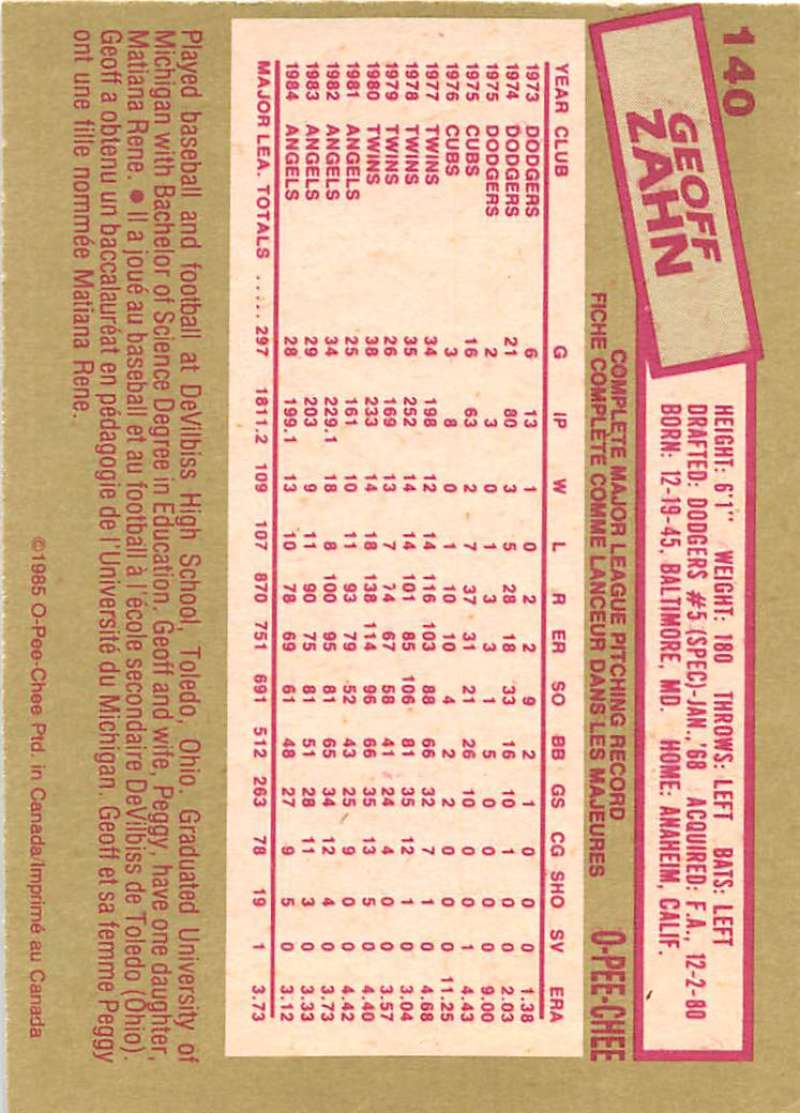 140
GEOFF
ZAHN
HEIGHT: 6'1" WEIGHT: 180 THROWS: LEFT BATS: LEFT
DRAFTED: DODGERS #5 (SPEC)-JAN., '68 ACQUIRED: F.A., 12-2-80
BORN: 12-19-45, BALTIMORE, MD. HOME: ANAHEIM, CALIF.
COMPLETE MAJOR LEAGUE PITCHING RECORD
FICHE COMPLÈTE COMME LANCEUR DANS LES MAJEURES
O-PEE-CHEE
YEAR CLUB G IP W L R ER SO BB GS CG SHO SV ERA
1973 DODGERS 6 13 1 0 2 2 9 2 1 0 0 0 1.38
1974 DODGERS 21 80 3 5 28 18 33 16 10 1 0 0 2.03
1975 DODGERS 2 3 0 1 3 3 1 5 0 0 0 0 9.00
1975 CUBS 16 63 2 7 37 31 21 26 10 0 0 1 4.43
1976 CUBS 3 8 0 1 10 10 4 2 2 0 0 0 11.25
1977 TWINS 34 198 12 14 116 103 88 66 32 7 1 0 4.68
1978 TWINS 35 252 14 14 101 85 106 81 35 12 1 0 3.04
1979 TWINS 26 169 13 7 74 67 58 41 24 4 0 0 3.57
1980 TWINS 38 233 14 18 138 114 96 66 35 13 5 0 4.40
1981 ANGELS 25 161 10 11 93 79 52 43 25 9 0 0 4.42
1982 ANGELS 34 229.1 18 8 100 95 81 65 34 12 4 0 3.73
1983 ANGELS 29 203 9 11 90 75 81 51 28 11 3 0 3.33
1984 ANGELS 28 199.1 13 10 78 69 61 48 27 9 5 0 3.12
MAJOR LEA. TOTALS ..... 297 1811.2 109 107 870 751 691 512 263 78 19 1 3.73
Played baseball and football at DeVilbiss High School, Toledo, Ohio. Graduated University of
Michigan with Bachelor of Science Degree in Education. Geoff and wife, Peggy, have one daughter,
Matiana Rene. ● Il a joué au baseball et au football à l'école secondaire DeVilbiss de Toledo (Ohio).
Geoff a obtenu un baccalauréat en pédagogie de l'Université du Michigan. Geoff et sa femme Peggy
ont une fille nommée Matiana Rene.
©1985 O-Pee-Chee Ptd. in Canada/Imprimé au Canada